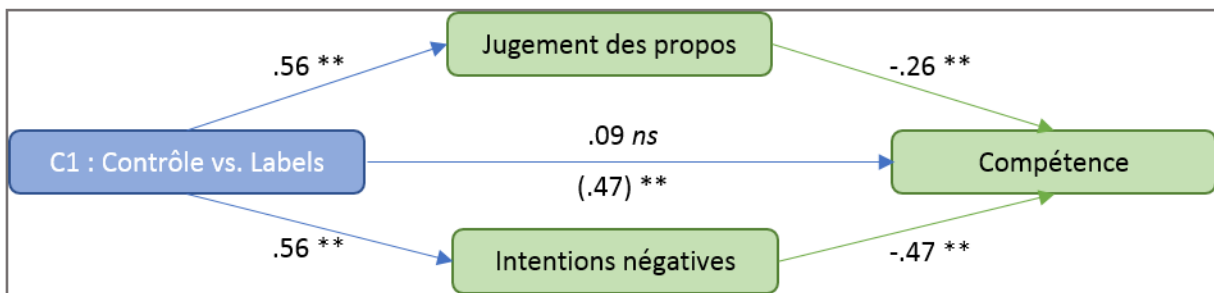 Jugement des propos
.56 **
-.26 **
.09 ns
C1 : Contrôle vs. Labels
Compétence
(.47) **
.56 **
-.47 **
Intentions négatives